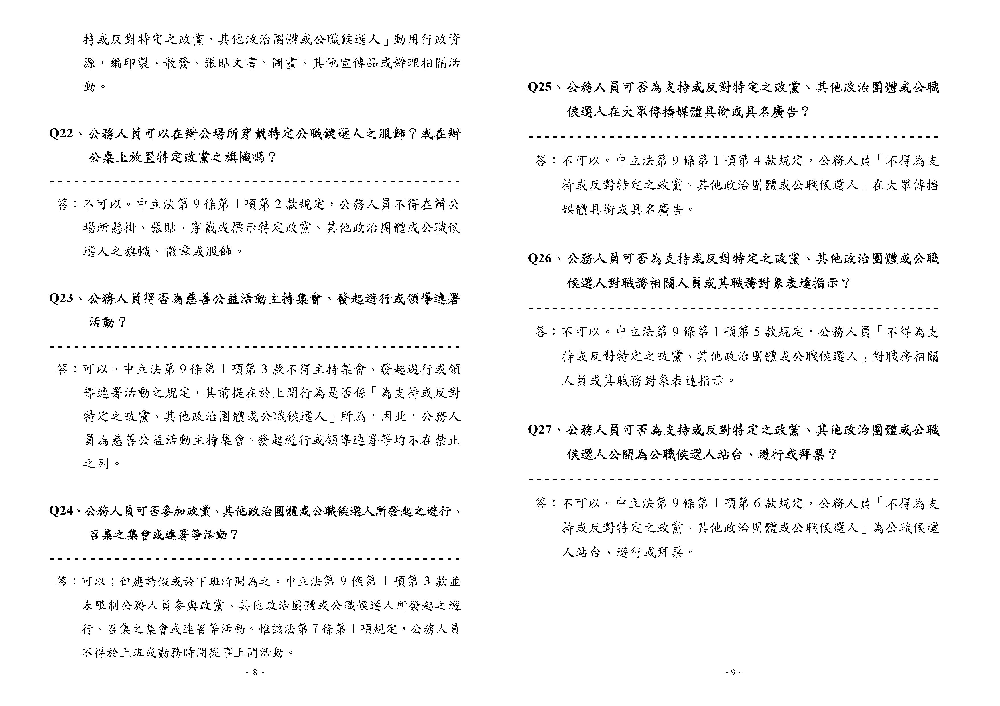 持或反對特定之政黨、其他政治團體或公職候選人」動用行政資
源，編印製、散發、張貼文書、圖畫、其他宣傳品或辦理相關活
動。
Q22、公務人員可以在辦公場所穿戴特定公職候選人之服飾？或在辦
公桌上放置特定政黨之旗幟嗎？
答：不可以。中立法第 9 條第 1 項第 2 款規定，公務人員不得在辦公
場所懸掛、張貼、穿戴或標示特定政黨、其他政治團體或公職候
選人之旗幟、徽章或服飾。
Q23、公務人員得否為慈善公益活動主持集會、發起遊行或領導連署
活動？
答：可以。中立法第 9 條第 1 項第 3 款不得主持集會、發起遊行或領
導連署活動之規定，其前提在於上開行為是否係「為支持或反對
特定之政黨、其他政治團體或公職候選人」所為，因此，公務人
員為慈善公益活動主持集會、發起遊行或領導連署等均不在禁止
之列。
Q24、公務人員可否參加政黨、其他政治團體或公職候選人所發起之遊行、
召集之集會或連署等活動？
答：可以；但應請假或於下班時間為之。中立法第 9 條第 1 項第 3 款並
未限制公務人員參與政黨、其他政治團體或公職候選人所發起之遊
行、召集之集會或連署等活動。惟該法第 7 條第 1 項規定，公務人員
不得於上班或勤務時間從事上開活動。
- 8 -
Q25、公務人員可否為支持或反對特定之政黨、其他政治團體或公職
候選人在大眾傳播媒體具銜或具名廣告？
答：不可以。中立法第 9 條第 1 項第 4 款規定，公務人員「不得為支
持或反對特定之政黨、其他政治團體或公職候選人」在大眾傳播
媒體具銜或具名廣告。
Q26、公務人員可否為支持或反對特定之政黨、其他政治團體或公職
候選人對職務相關人員或其職務對象表達指示？
答：不可以。中立法第 9 條第 1 項第 5 款規定，公務人員「不得為支
持或反對特定之政黨、其他政治團體或公職候選人」對職務相關
人員或其職務對象表達指示。
Q27、公務人員可否為支持或反對特定之政黨、其他政治團體或公職
候選人公開為公職候選人站台、遊行或拜票？
答：不可以。中立法第 9 條第 1 項第 6 款規定，公務人員「不得為支
持或反對特定之政黨、其他政治團體或公職候選人」為公職候選
人站台、遊行或拜票。
- 9 -